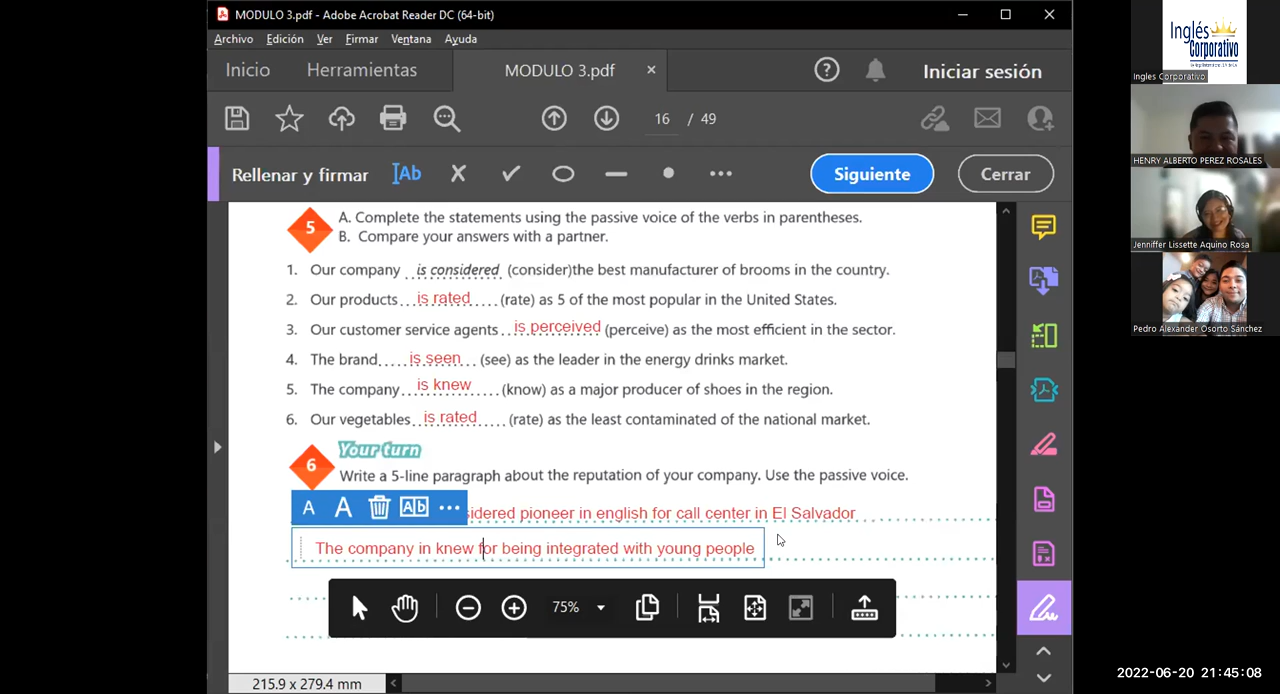 MODULO 3.pdf - Adobe Acrobat Reader DC (64-bit)
Archivo Edición Ver Firmar Ventana Ayuda
Inicio Herramientas MODULO 3.pdf Iniciar sesión
16 / 49
Rellenar y firmar Ab Siguiente Cerrar
5 A. Complete the statements using the passive voice of the verbs in parentheses.
B. Compare your answers with a partner.
1. Our company is considered (consider)the best manufacturer of brooms in the country.
2. Our products is rated (rate) as 5 of the most popular in the United States.
3. Our customer service agents is perceived (perceive) as the most efficient in the sector.
4. The brand is seen (see) as the leader in the energy drinks market.
5. The company is knew (know) as a major producer of shoes in the region.
6. Our vegetables is rated (rate) as the least contaminated of the national market.
Your turn
6 Write a 5-line paragraph about the reputation of your company. Use the passive voice.
A A Ab
sidered pioneer in english for call center in El Salvador
The company in knew for being integrated with young people
75%
215.9 x 279.4 mm
Inglés
Corporativo
Ingles Corporativo
HENRY ALBERTO PEREZ ROSALES
Jenniffer Lissette Aquino Rosa
Pedro Alexander Osorto Sánchez
2022-06-20 21:45:08